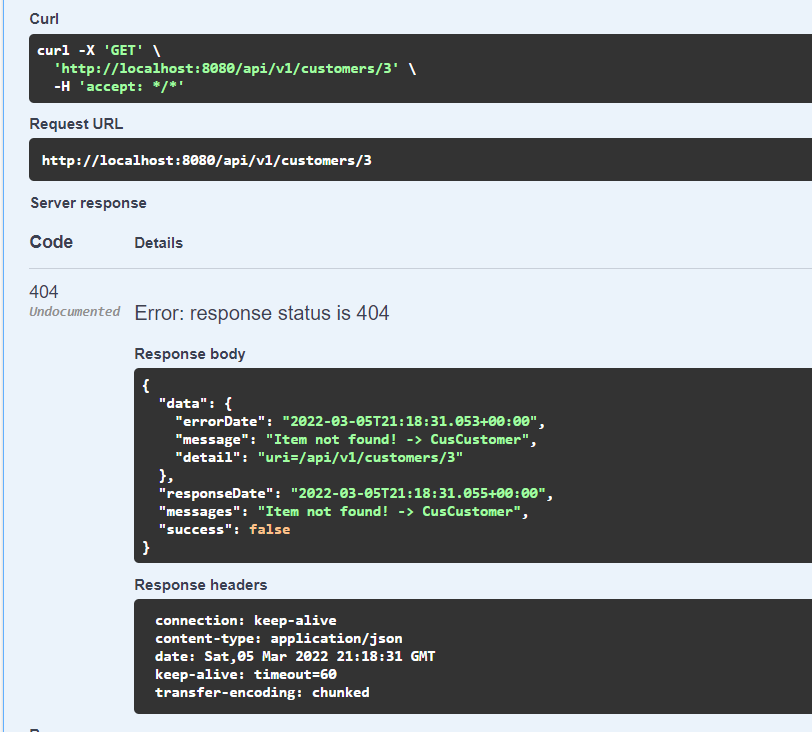 Curl
curl -X 'GET' \
'http://localhost:8080/api/v1/customers/3' \
-H 'accept: */*'
Request URL
http://localhost:8080/api/v1/customers/3
Server response
Code Details
404
Undocumented
Error: response status is 404
Response body
{
"data": {
"errorDate": "2022-03-05T21:18:31.053+00:00",
"message": "Item not found! -> CusCustomer",
"detail": "uri=/api/v1/customers/3"
},
"responseDate": "2022-03-05T21:18:31.055+00:00",
"messages": "Item not found! -> CusCustomer",
"success": false
}
Response headers
connection: keep-alive
content-type: application/json
date: Sat,05 Mar 2022 21:18:31 GMT
keep-alive: timeout=60
transfer-encoding: chunked